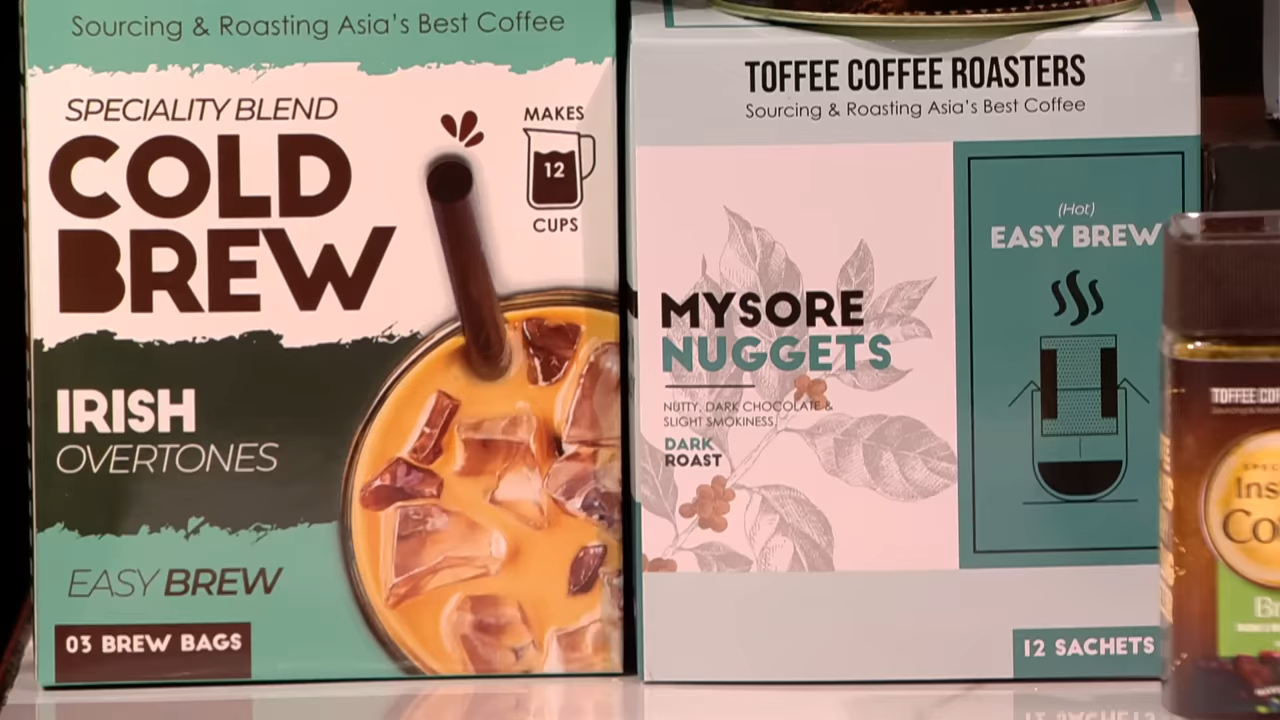 Sourcing & Roasting Asia's Best Coffee
SPECIALITY BLEND
COLD
BREW
MAKES
12
CUPS
IRISH
OVERTONES
EASY BREW
03 BREW BAGS
TOFFEE COFFEE ROASTERS
Sourcing & Roasting Asia's Best Coffee
MYSORE
NUGGETS
NUTTY, DARK CHOCOLATE &
SLIGHT SMOKINESS
DARK
ROAST
(Hot)
EASY BREW
12 SACHETS
TOFFEE